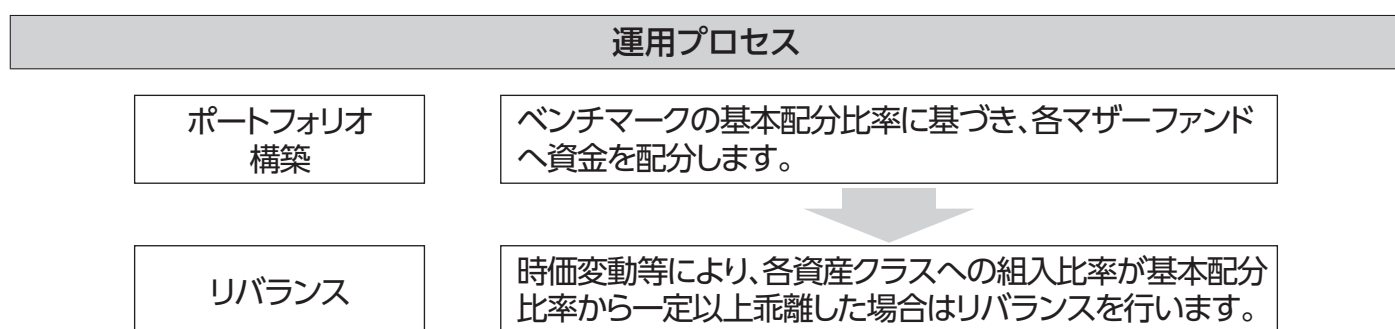 運用プロセス
ポートフォリオ
構築
ベンチマークの基本配分比率に基づき、各マザーファンド
へ資金を配分します。
リバランス
時価変動等により、各資産クラスへの組入比率が基本配分
比率から一定以上乖離した場合はリバランスを行います。